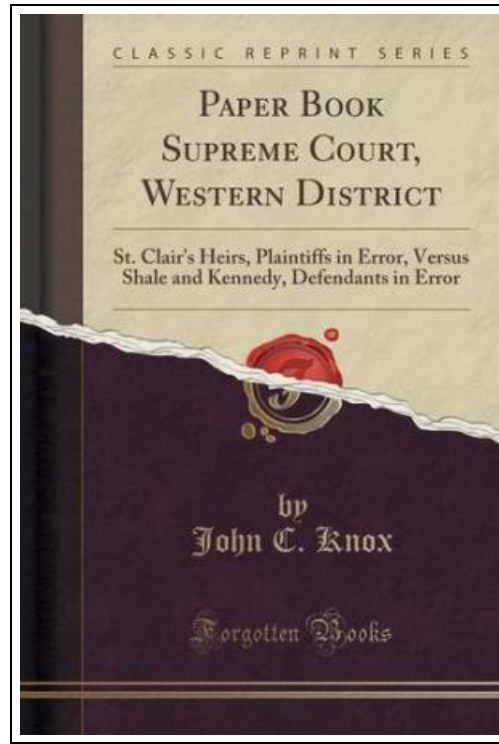 CLASSIC REPRINT SERIES
PAPER BOOK
SUPREME COURT,
WESTERN DISTRICT
St. Clair's Heirs, Plaintiffs in Error, Versus
Shale and Kennedy, Defendants in Error
F
by
John C. Knox
Forgotten Books